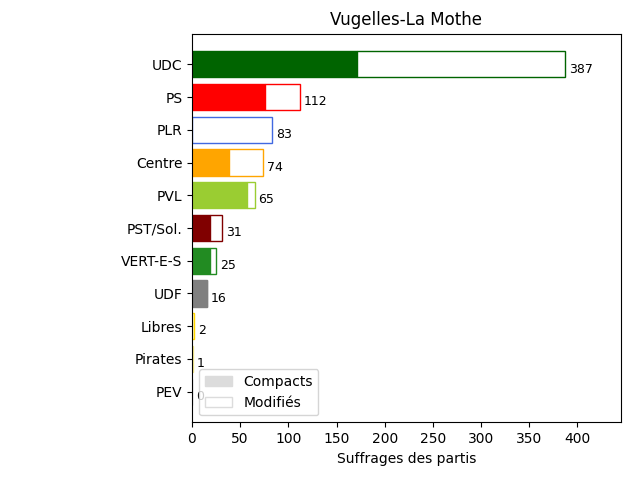 Vugelles-La Mothe
UDC 387
PS 112
PLR 83
Centre 74
PVL 65
PST/Sol. 31
VERT-E-S 25
UDF 16
Libres 2
Pirates 1
PEV 0
Compacts
Modifiés
0 50 100 150 200 250 300 350 400
Suffrages des partis